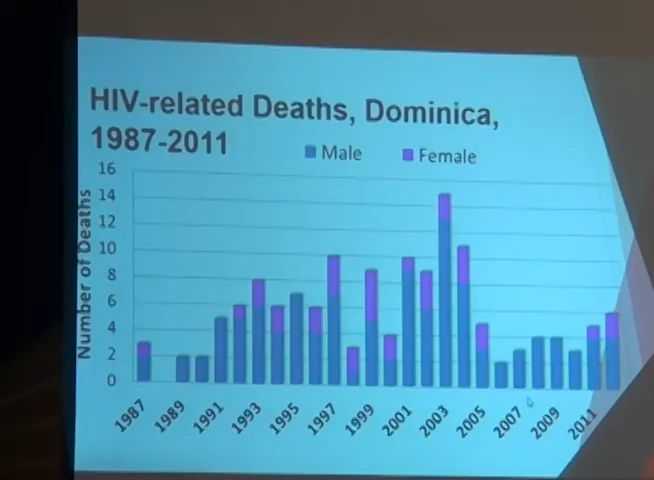 HIV-related Deaths, Dominica,
1987-2011
Male Female
Number of Deaths
16
14
12
10
8
6
4
2
0
1987 1989 1991 1993 1995 1997 1999 2001 2003 2005 2007 2009 2011